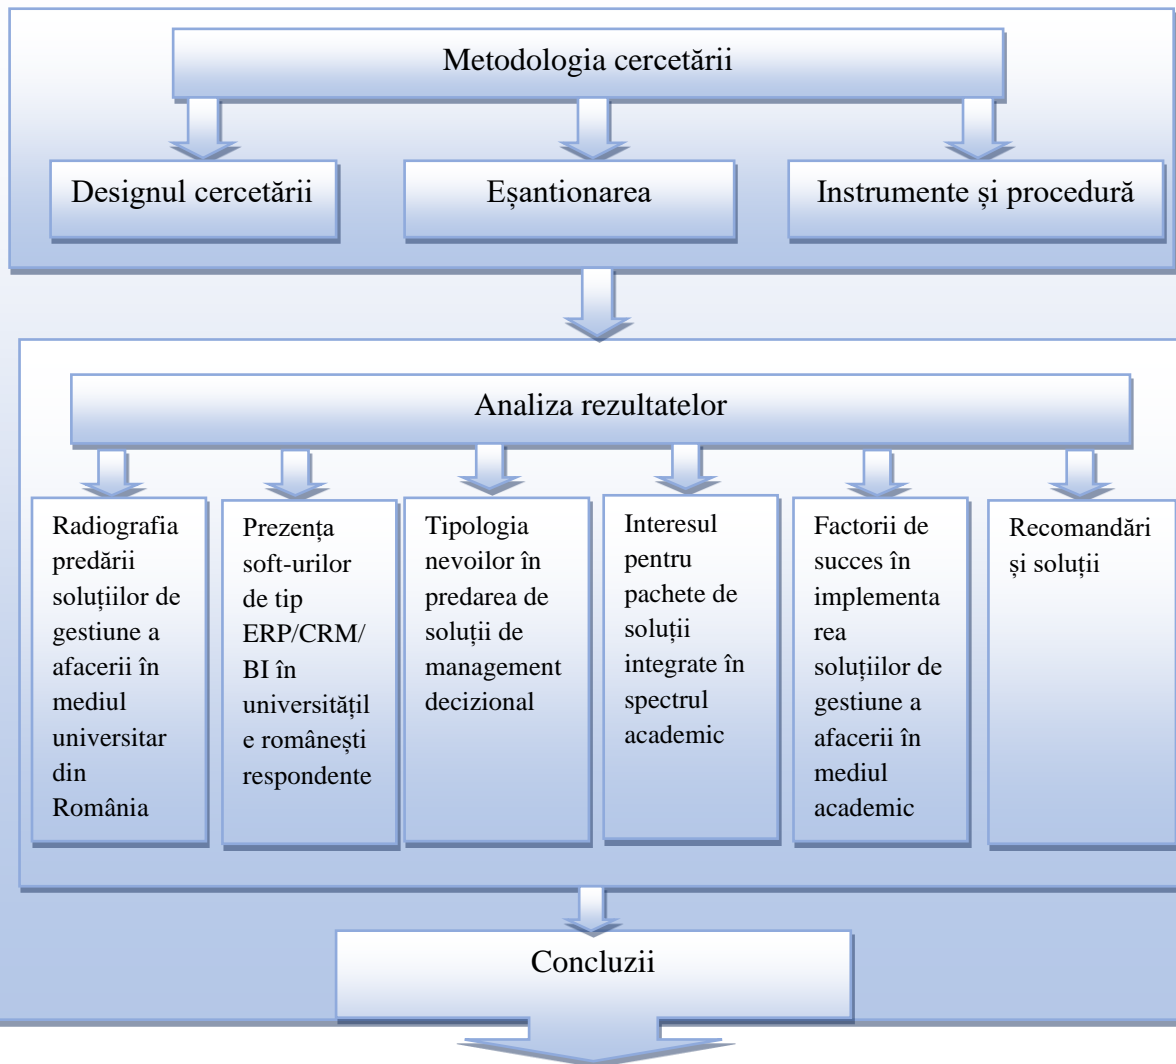 Metodologia cercetării
Designul cercetării
Eșantionarea
Instrumente și procedură
Analiza rezultatelor
Radiografia
predării
soluțiilor de
gestiune a
afacerii în
mediul
universitar
din
România
Prezența
soft-urilor
de tip
ERP/CRM/
BI în
universitățil
e românești
respondente
Tipologia
nevoilor în
predarea de
soluții de
management
decizional
Interesul
pentru
pachete de
soluții
integrate în
spectrul
academic
Factorii de
succes în
implementa
rea
soluțiilor de
gestiune a
afacerii în
mediul
academic
Recomandări
și soluții
Concluzii